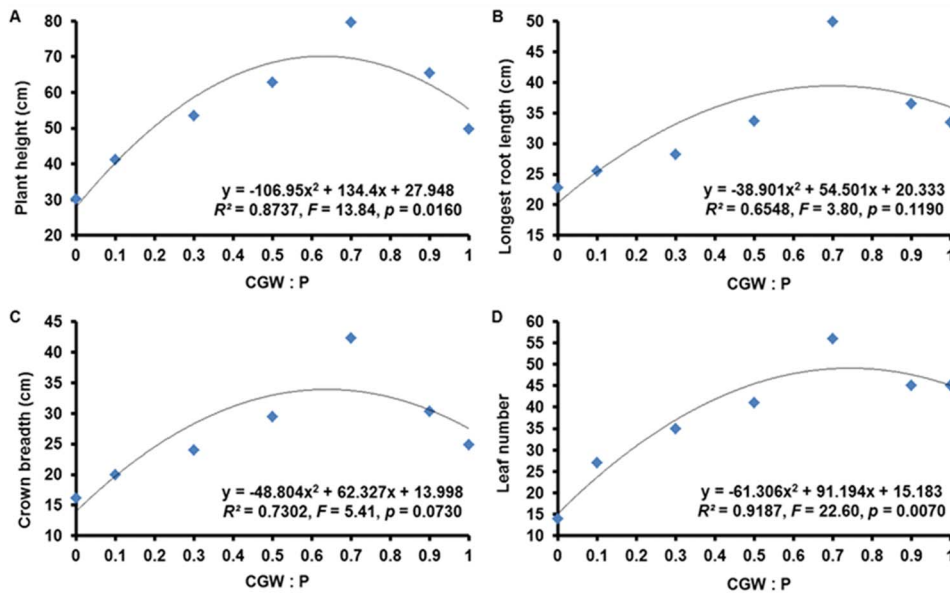 A
Plant height (cm)
80
70
60
50
40
30
20
y = -106.95x² + 134.4x + 27.948
R² = 0.8737, F = 13.84, p = 0.0160
0 0.1 0.2 0.3 0.4 0.5 0.6 0.7 0.8 0.9 1
CGW : P
B
Longest root length (cm)
50
45
40
35
30
25
20
15
y = -38.901x² + 54.501x + 20.333
R² = 0.6548, F = 3.80, p = 0.1190
0 0.1 0.2 0.3 0.4 0.5 0.6 0.7 0.8 0.9 1
CGW : P
C
Crown breadth (cm)
45
40
35
30
25
20
15
10
y = -48.804x² + 62.327x + 13.998
R² = 0.7302, F = 5.41, p = 0.0730
0 0.1 0.2 0.3 0.4 0.5 0.6 0.7 0.8 0.9 1
CGW : P
D
Leaf number
60
55
50
45
40
35
30
25
20
15
10
y = -61.306x² + 91.194x + 15.183
R² = 0.9187, F = 22.60, p = 0.0070
0 0.1 0.2 0.3 0.4 0.5 0.6 0.7 0.8 0.9 1
CGW : P